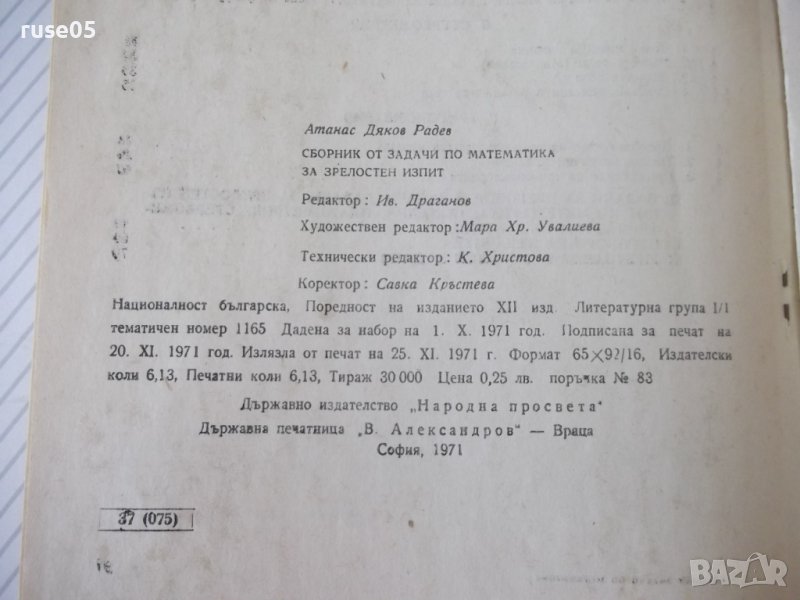 ruse05
Атанас Дяков Радев
СБОРНИК ОТ ЗАДАЧИ ПО МАТЕМАТИКА
ЗА ЗРЕЛОСТЕН ИЗПИТ
Редактор : Ив. Драганов
Художествен редактор :Мара Хр. Увалиева
Технически редактор : К. Христова
Коректор : Савка Кръстева
Националност българска, Поредност на изданието XII изд. Литературна група I/1
тематичен номер 1165 Дадена за набор на 1. X. 1971 год. Подписана за печат на
20. XI. 1971 год. Излязла от печат на 25. XI. 1971 г. Формат 65×92/16, Издателски
коли 6,13, Печатни коли 6,13, Тираж 30 000 Цена 0,25 лв. поръчка № 83
Държавно издателство „Народна просвета“
Държавна печатница „В. Александров“ — Враца
София, 1971
37 (075)
BAZAR
bazar.bg